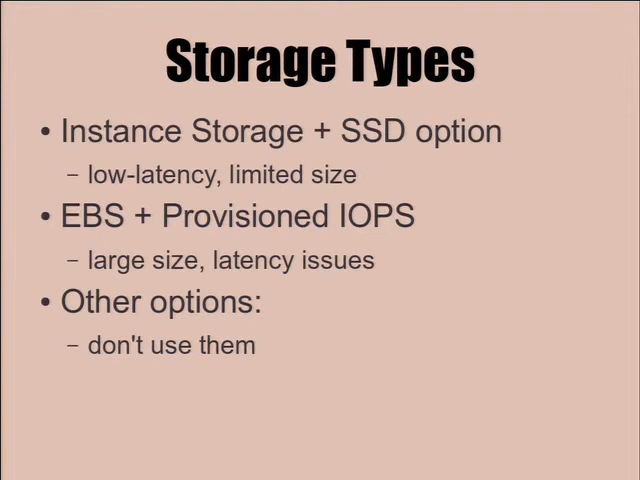 Storage Types
• Instance Storage + SSD option
– low-latency, limited size
• EBS + Provisioned IOPS
– large size, latency issues
• Other options:
– don't use them